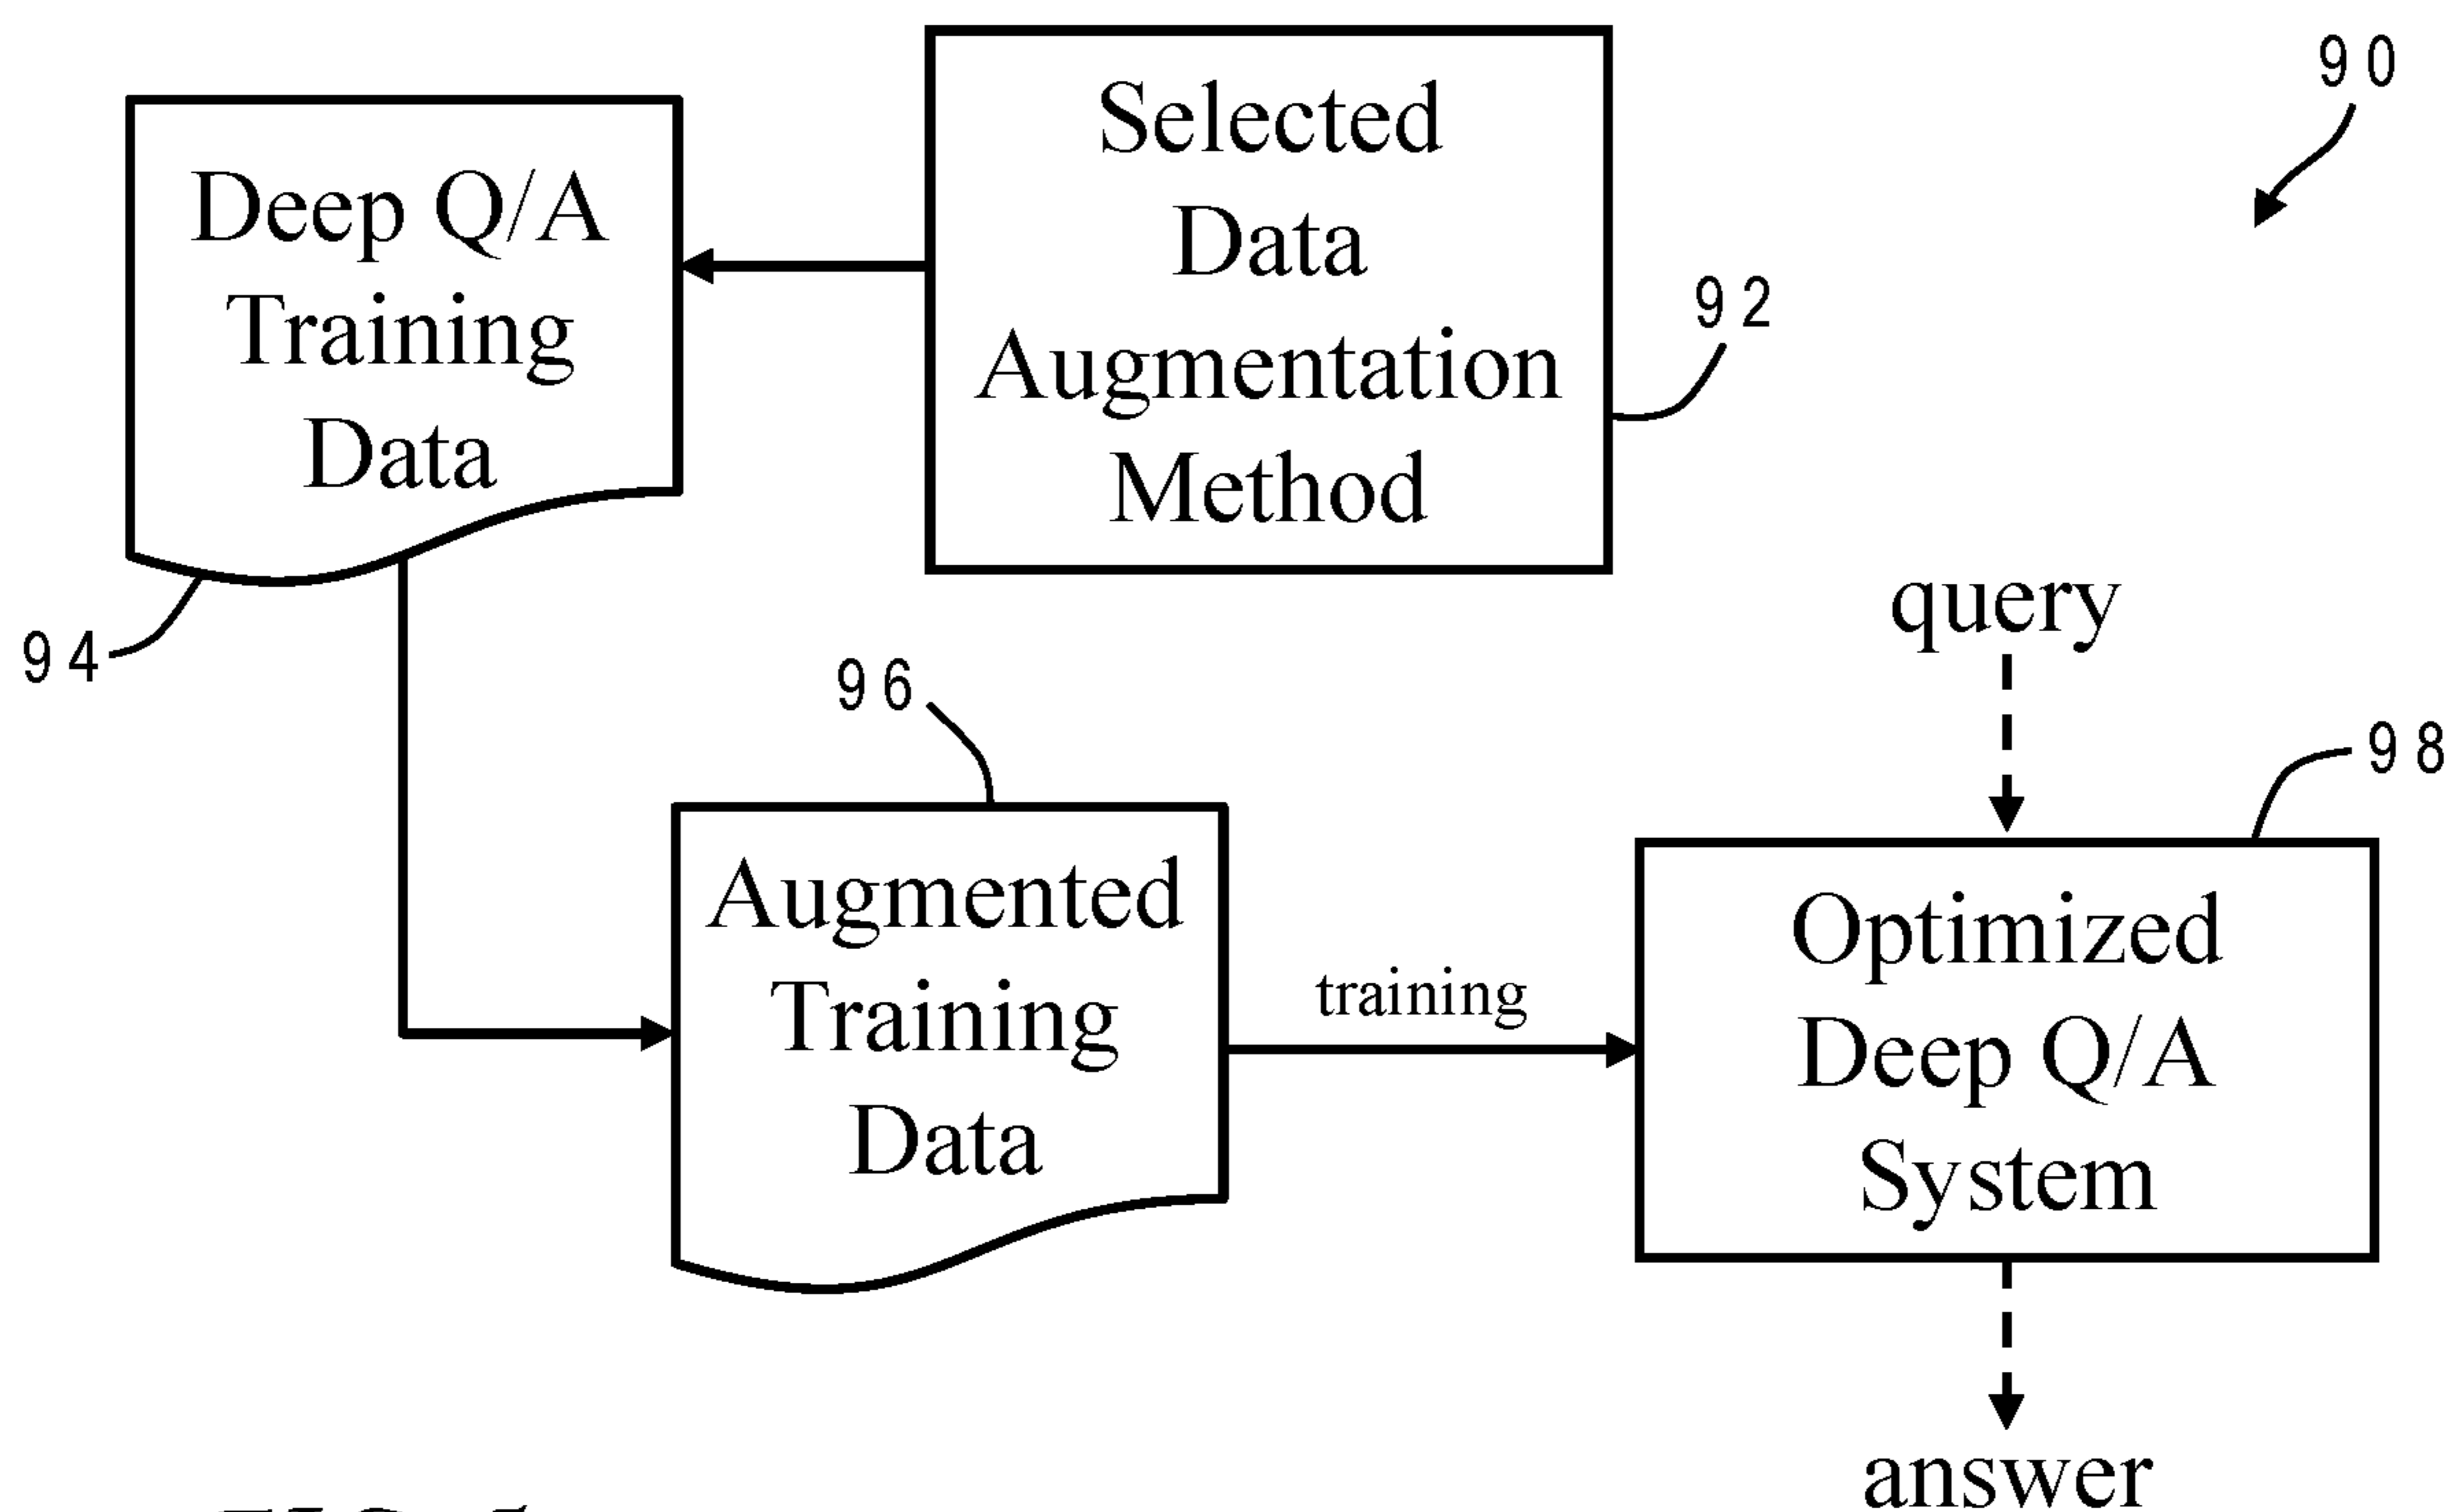 90
Selected
Data
Augmentation
Method
92
Deep Q/A
Training
Data
94
96
Augmented
Training
Data
training
query
98
Optimized
Deep Q/A
System
answer